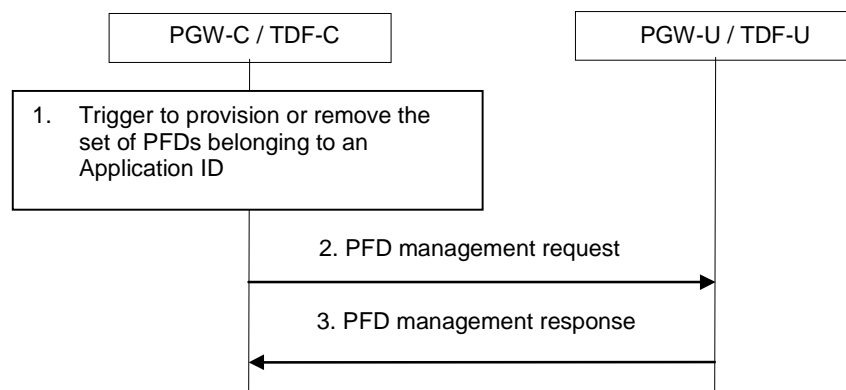 PGW-C / TDF-C
PGW-U / TDF-U
1. Trigger to provision or remove the
set of PFDs belonging to an
Application ID
2. PFD management request
3. PFD management response